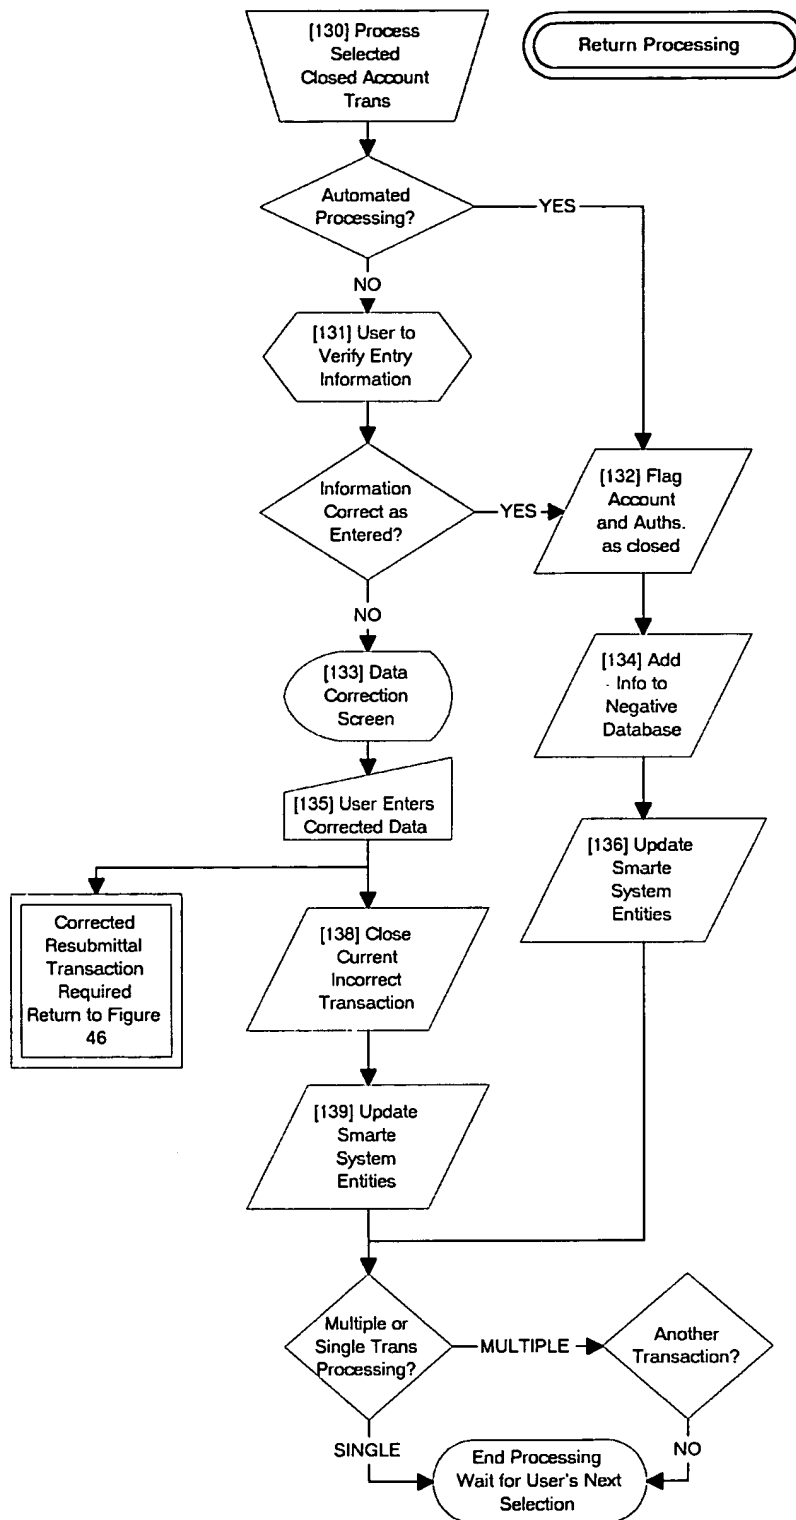 [130] Process
Selected
Closed Account
Trans
Return Processing
Automated
Processing?
YES
NO
[131] User to
Verify Entry
Information
Information
Correct as
Entered?
YES
[132] Flag
Account
and Auths.
as closed
NO
[133] Data
Correction
Screen
[134] Add
Info to
Negative
Database
[135] User Enters
Corrected Data
[136] Update
Smarte
System
Entities
Corrected
Resubmittal
Transaction
Required
Return to Figure
46
[138] Close
Current
Incorrect
Transaction
[139] Update
Smarte
System
Entities
Multiple or
Single Trans
Processing?
MULTIPLE
Another
Transaction?
SINGLE
NO
End Processing
Wait for User's Next
Selection